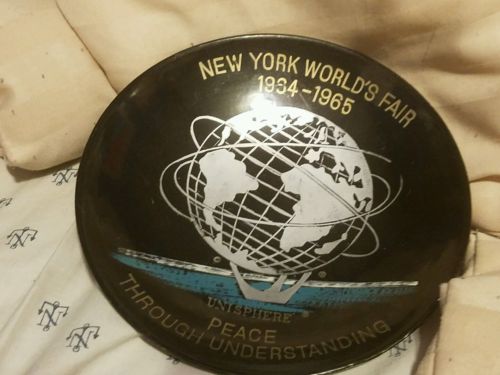 NEW YORK WORLD'S FAIR
1964-1965
UNISPHERE®
PEACE
THROUGH UNDERSTANDING